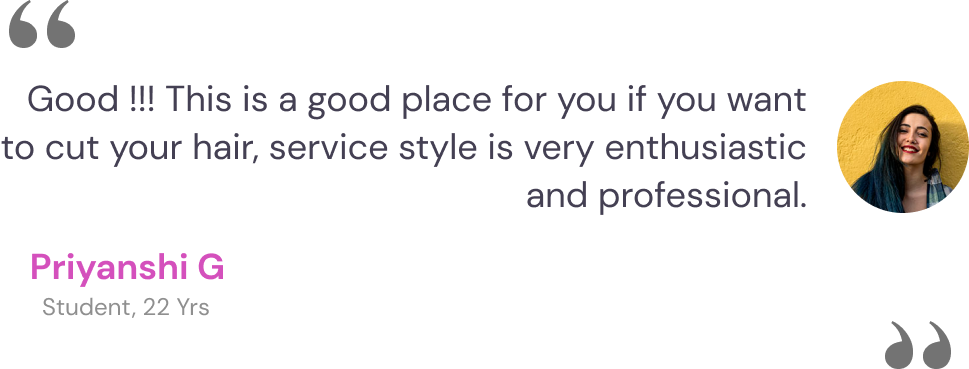 “
Good !!! This is a good place for you if you want
to cut your hair, service style is very enthusiastic
and professional.
Priyanshi G
Student, 22 Yrs
”